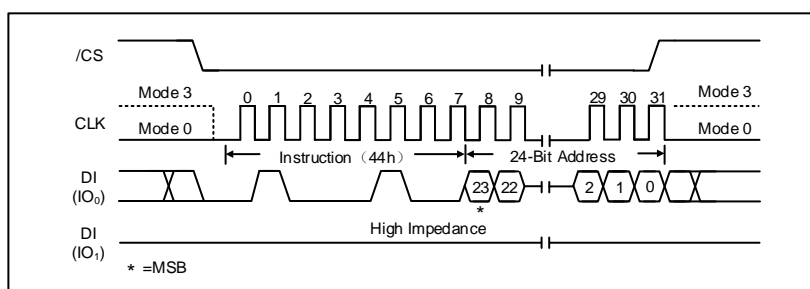 /CS
Mode 3
0 1 2 3 4 5 6 7 8 9 29 30 31
Mode 3
CLK
Mode 0
Mode 0
Instruction（44h）
24-Bit Address
DI
(IO0)
23 22 2 1 0
*
High Impedance
DI
(IO1)
* =MSB